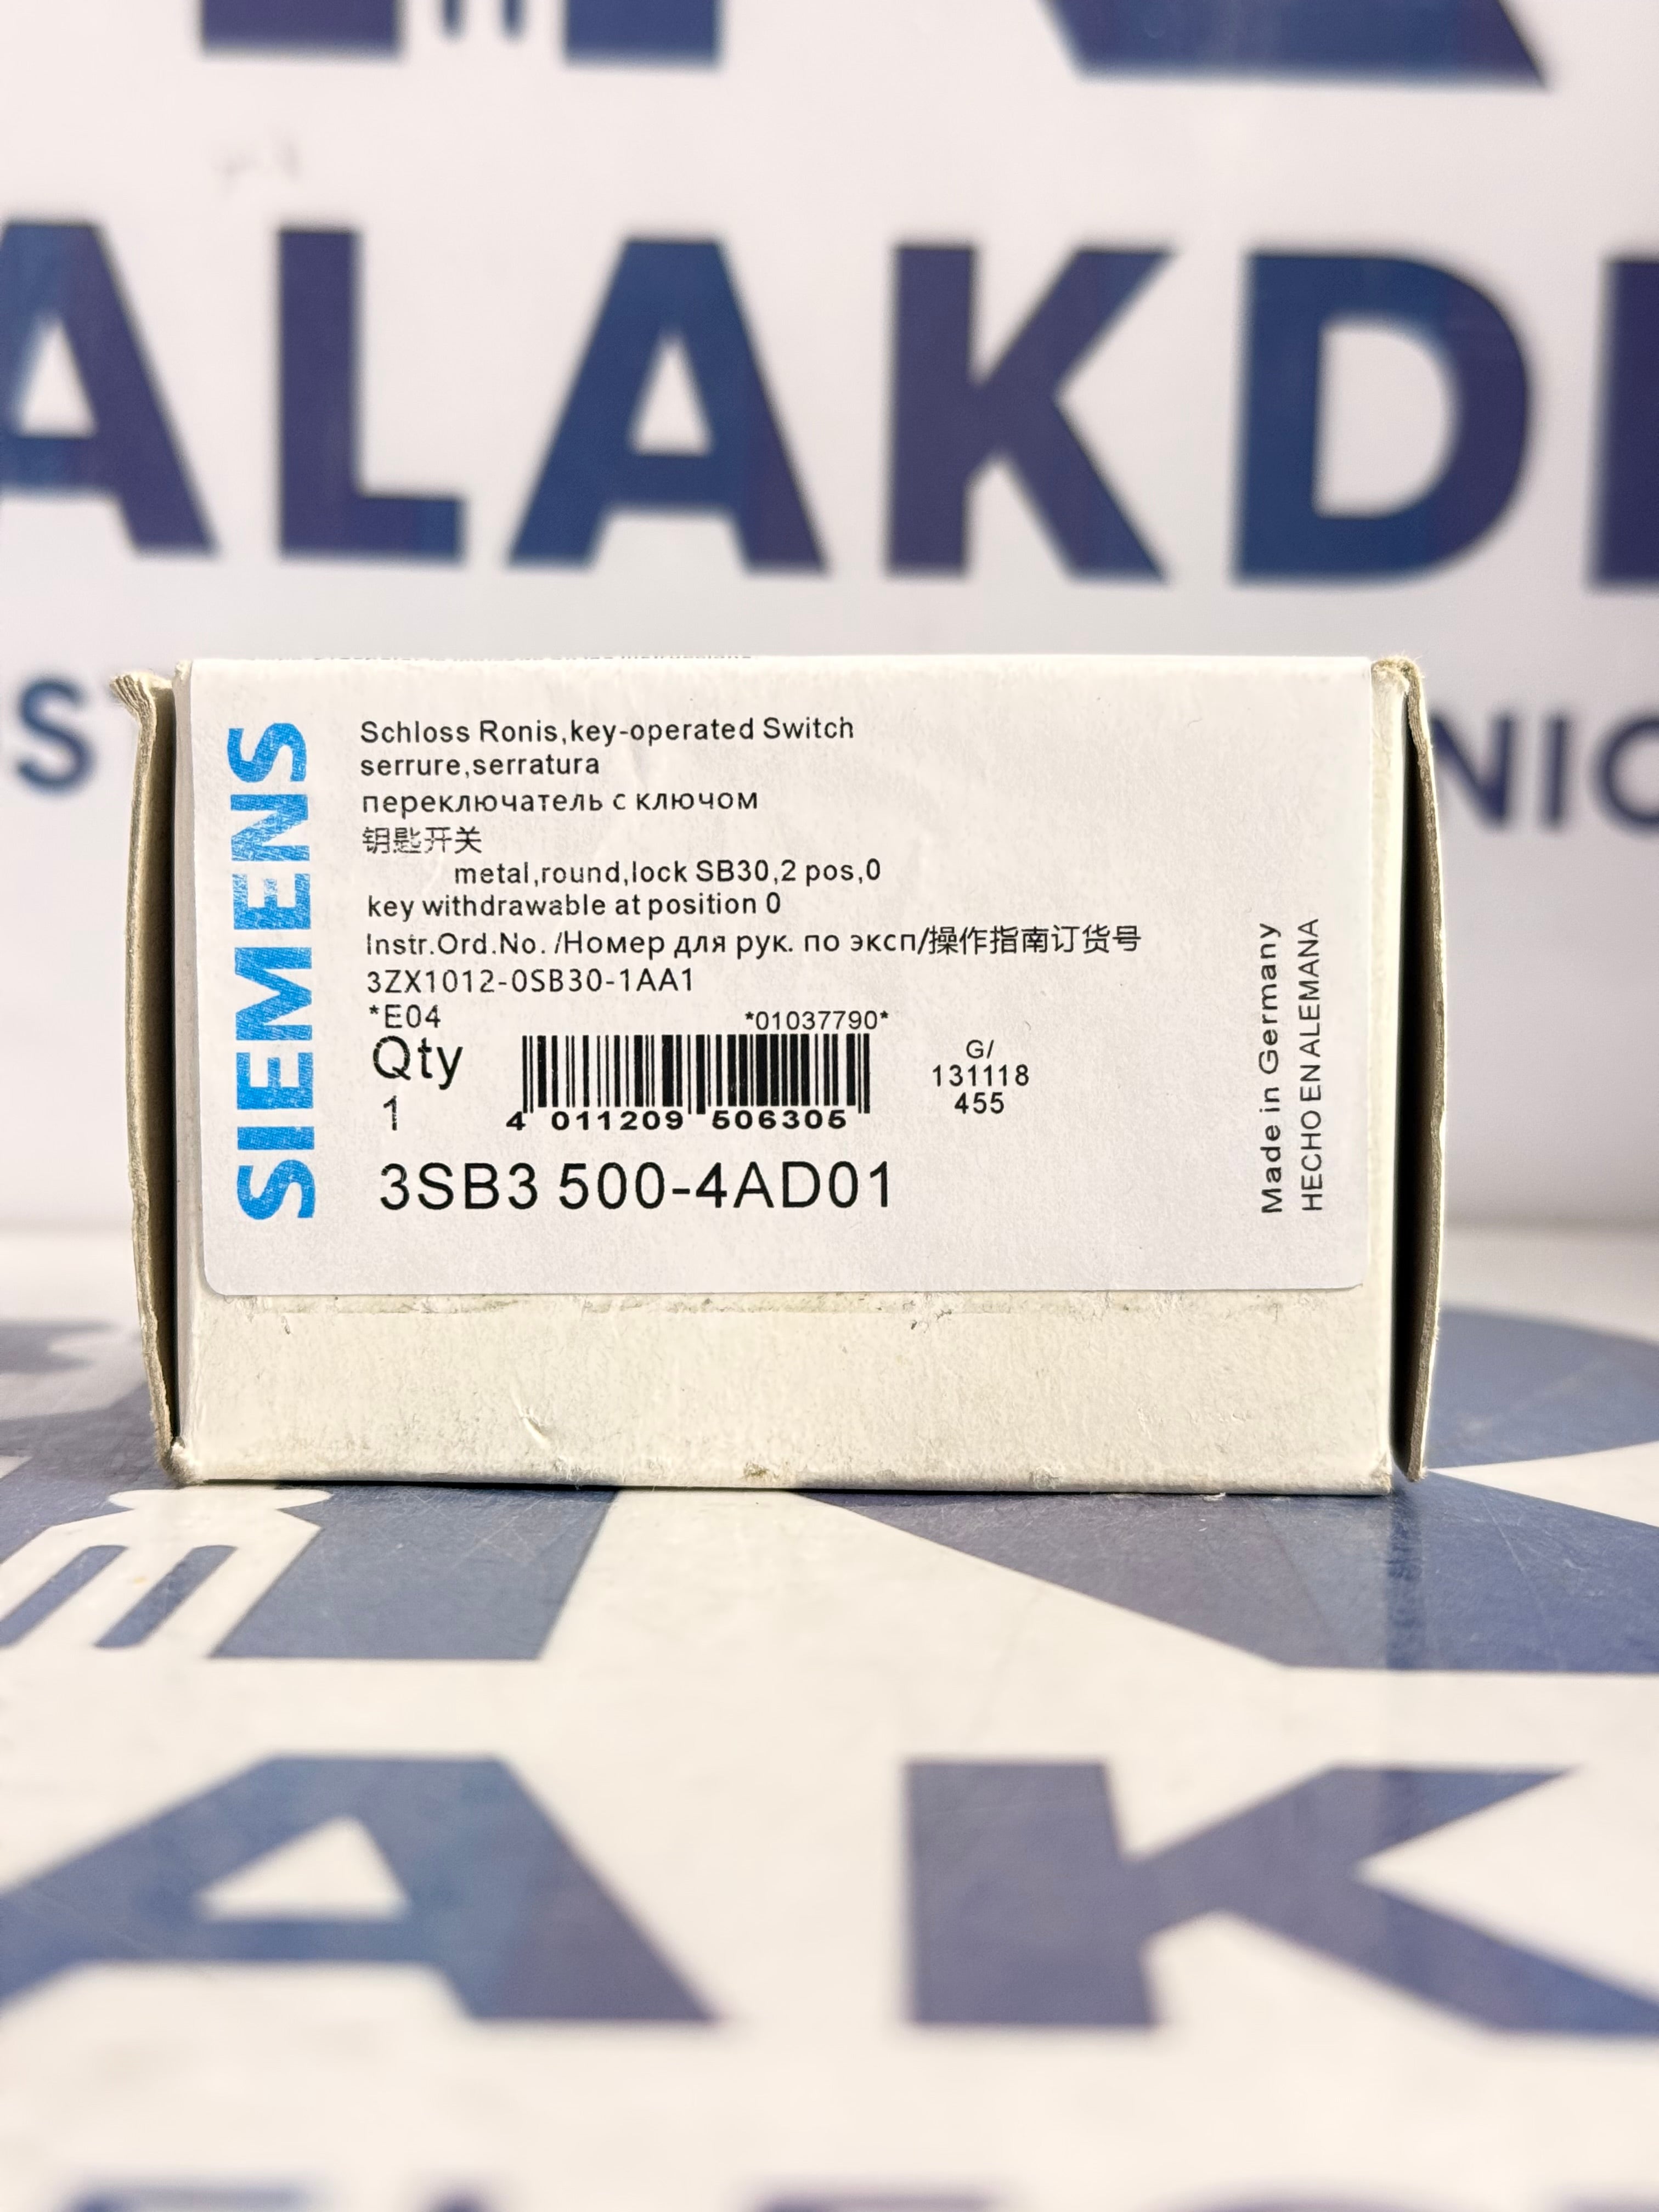 ALAKD
S
NIC
SIEMENS
Schloss Ronis,key-operated Switch
serrure,serratura
переключатель с ключом
钥匙开关
metal,round,lock SB30,2 pos,0
key withdrawable at position 0
Instr.Ord.No. /Номер для рук. по эксп/操作指南订货号
3ZX1012-0SB30-1AA1
*E04
*01037790*
Qty
1
4 011209 506305
G/
131118
455
3SB3 500-4AD01
Made in Germany
HECHO EN ALEMANA
AK